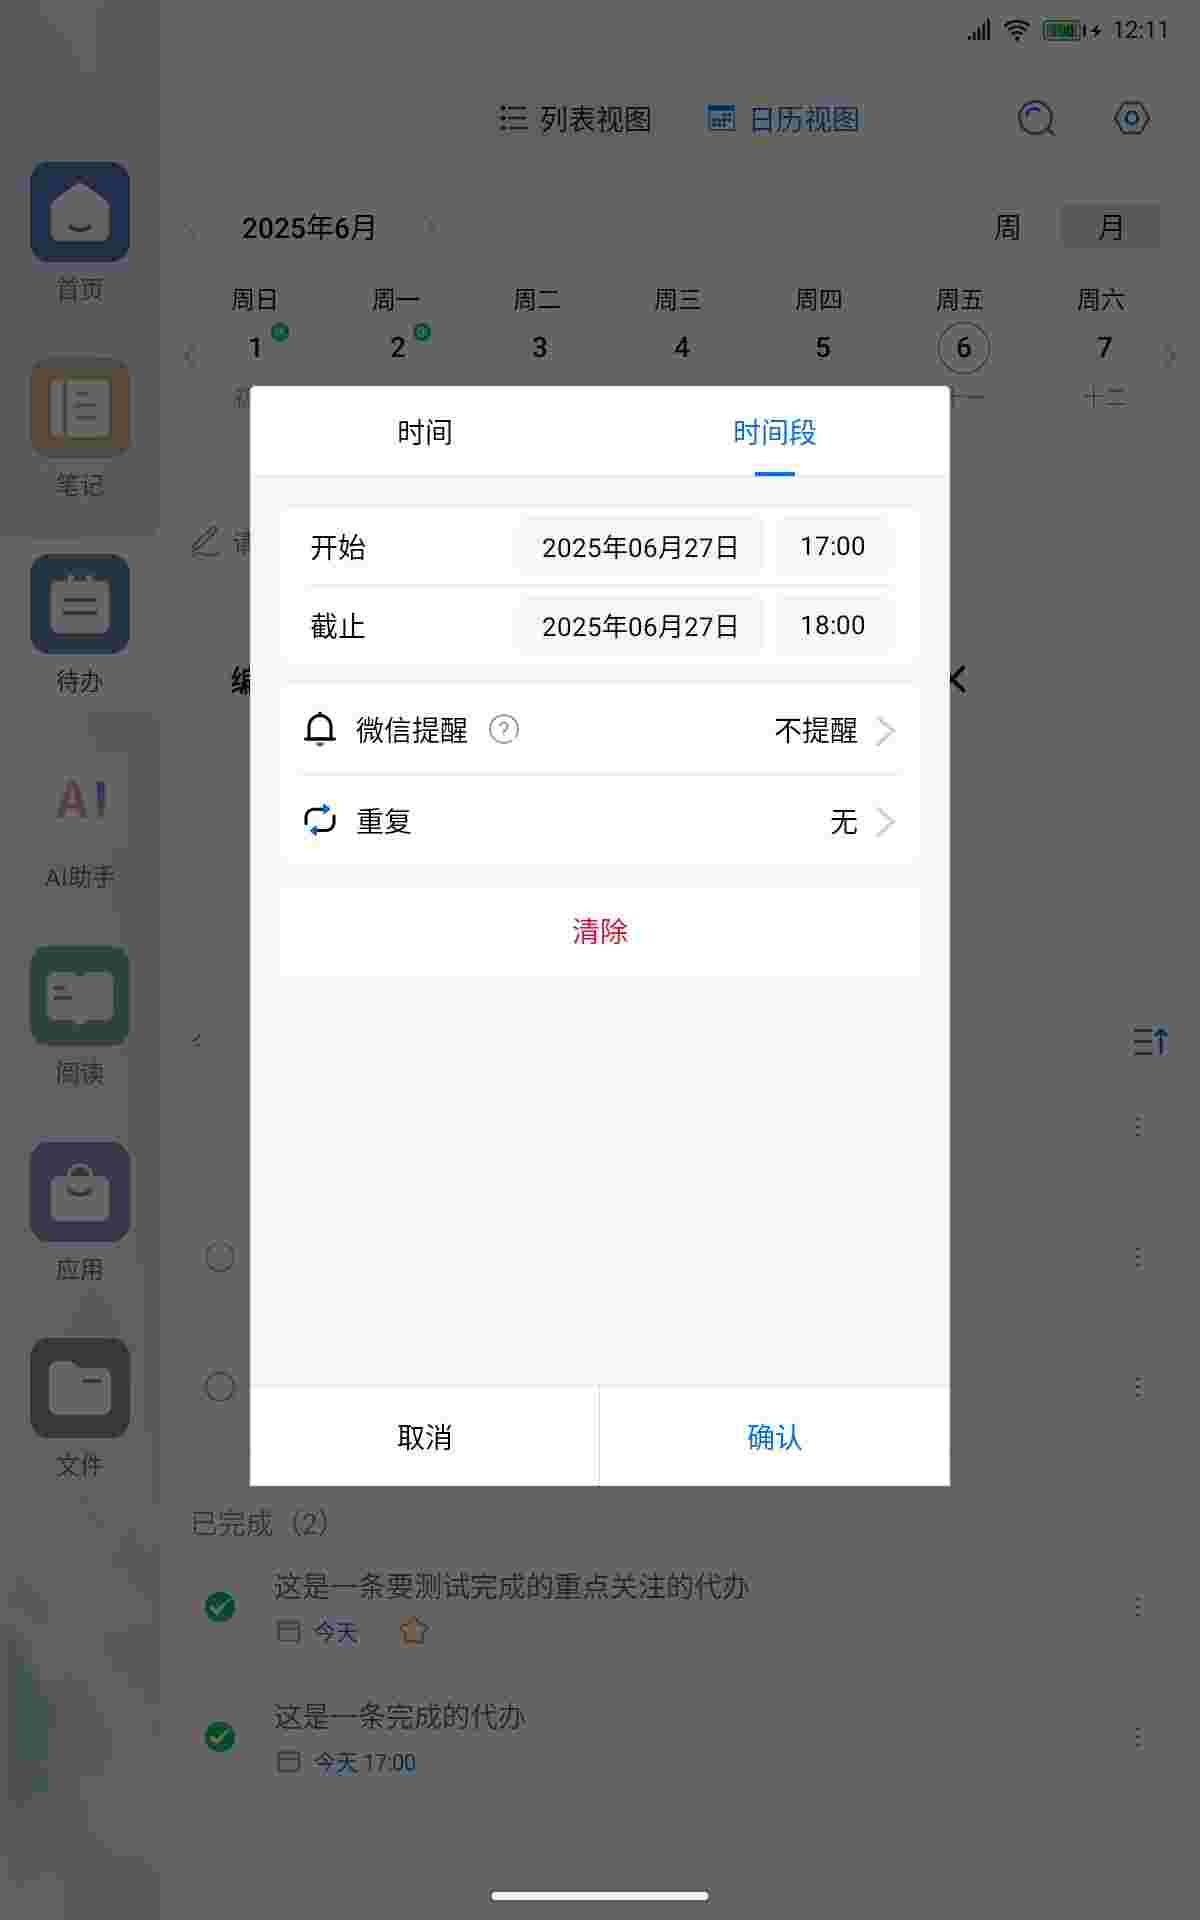 12:11
列表视图 日历视图
2025年6月 周 月
周日 周一 周二 周三 周四 周五 周六
1 2 3 4 5 6 7
十一 十二
时间 时间段
开始 2025年06月27日 17:00
截止 2025年06月27日 18:00
微信提醒 ? 不提醒
重复 无
清除
取消 确认
首页
笔记
待办
AI
AI助手
阅读
应用
文件
请
编
已完成（2）
这是一条要测试完成的重点关注的代办
今天
这是一条完成的代办
今天 17:00